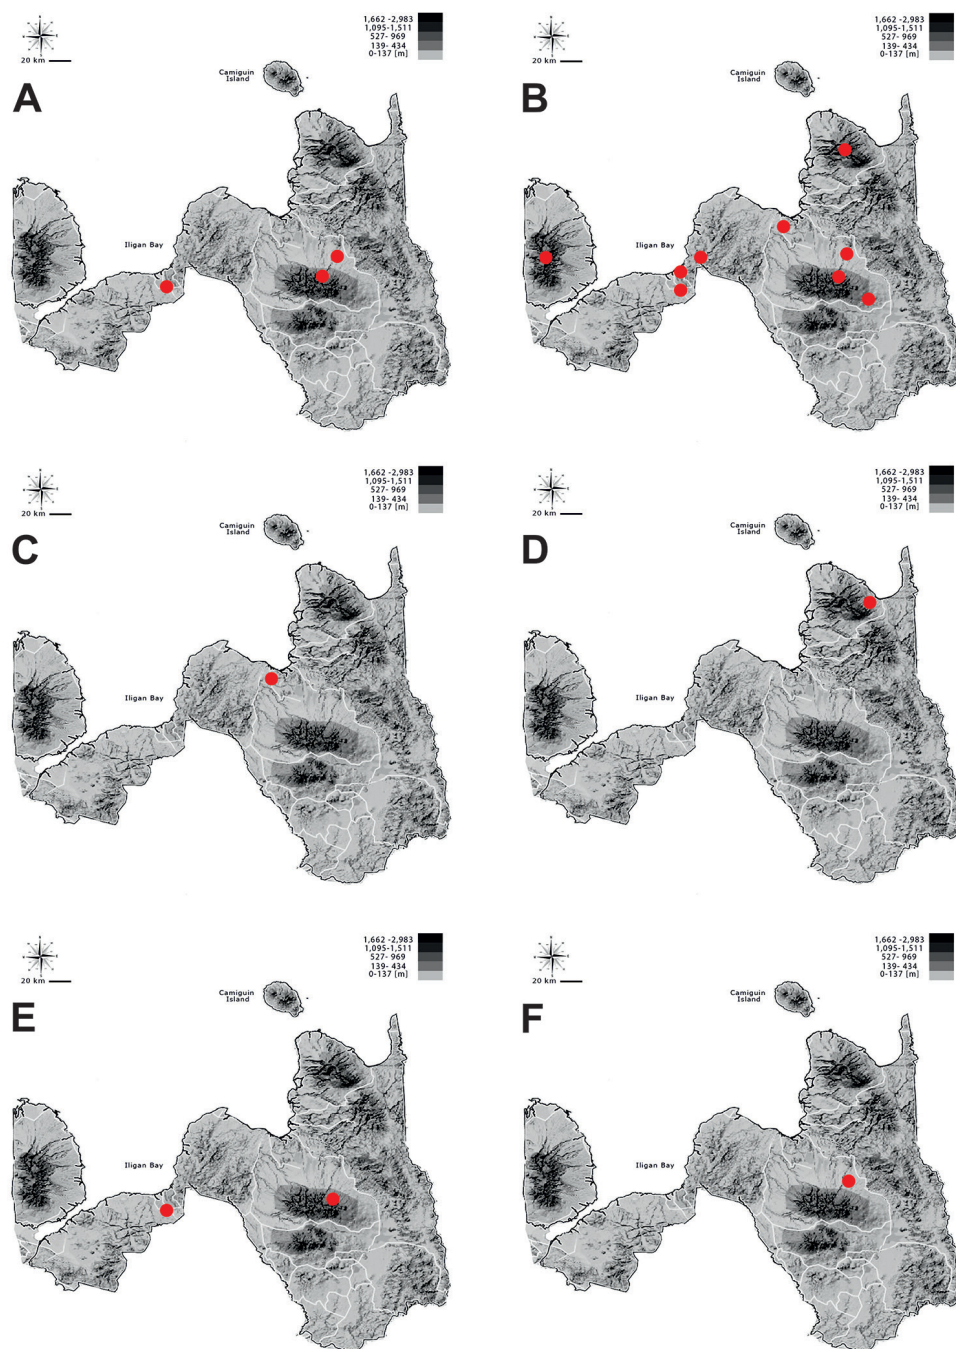 1,662 -2,983
1,095-1,511
527- 969
139- 434
0-137 [m]
20 km
Camiguin
Island
A
Iligan Bay
1,662 -2,983
1,095-1,511
527- 969
139- 434
0-137 [m]
20 km
Camiguin
Island
B
Iligan Bay
1,662 -2,983
1,095-1,511
527- 969
139- 434
0-137 [m]
20 km
Camiguin
Island
C
Iligan Bay
1,662 -2,983
1,095-1,511
527- 969
139- 434
0-137 [m]
20 km
Camiguin
Island
D
Iligan Bay
1,662 -2,983
1,095-1,511
527- 969
139- 434
0-137 [m]
20 km
Camiguin
Island
E
Iligan Bay
1,662 -2,983
1,095-1,511
527- 969
139- 434
0-137 [m]
20 km
Camiguin
Island
F
Iligan Bay